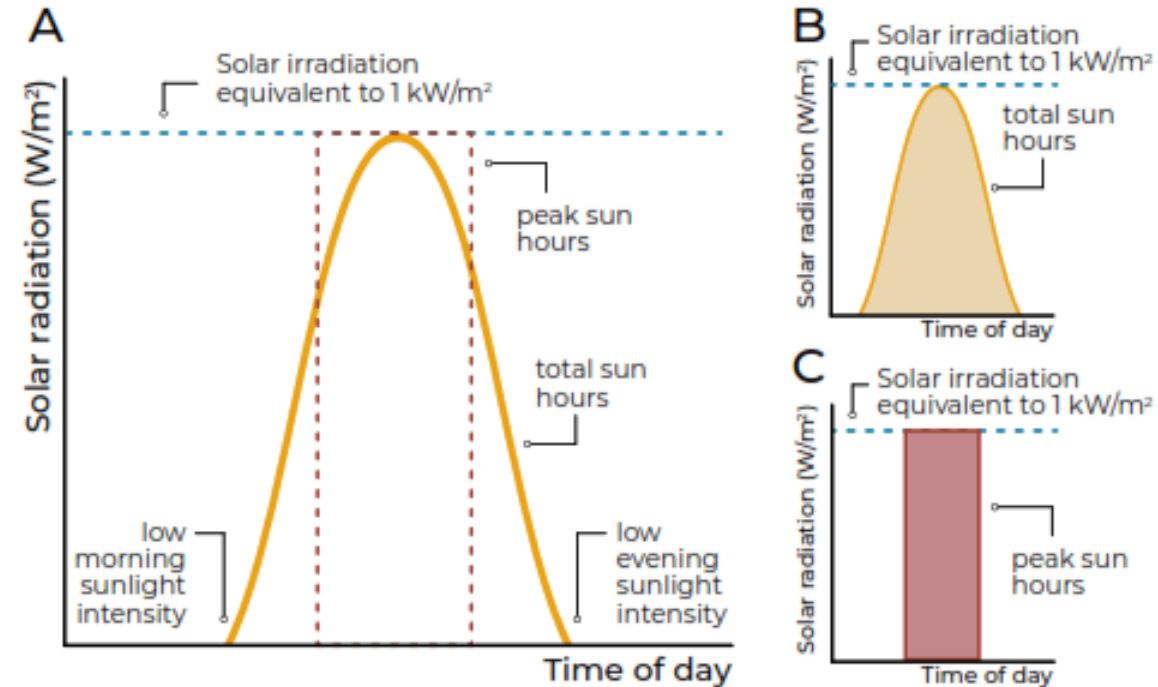 A
Solar irradiation
equivalent to 1 kW/m²
Solar radiation (W/m²)
peak sun
hours
total sun
hours
low
morning
sunlight
intensity
low
evening
sunlight
intensity
Time of day
B
Solar irradiation
equivalent to 1 kW/m²
Solar radiation (W/m²)
total sun
hours
Time of day
C
Solar irradiation
equivalent to 1 kW/m²
Solar radiation (W/m²)
peak sun
hours
Time of day